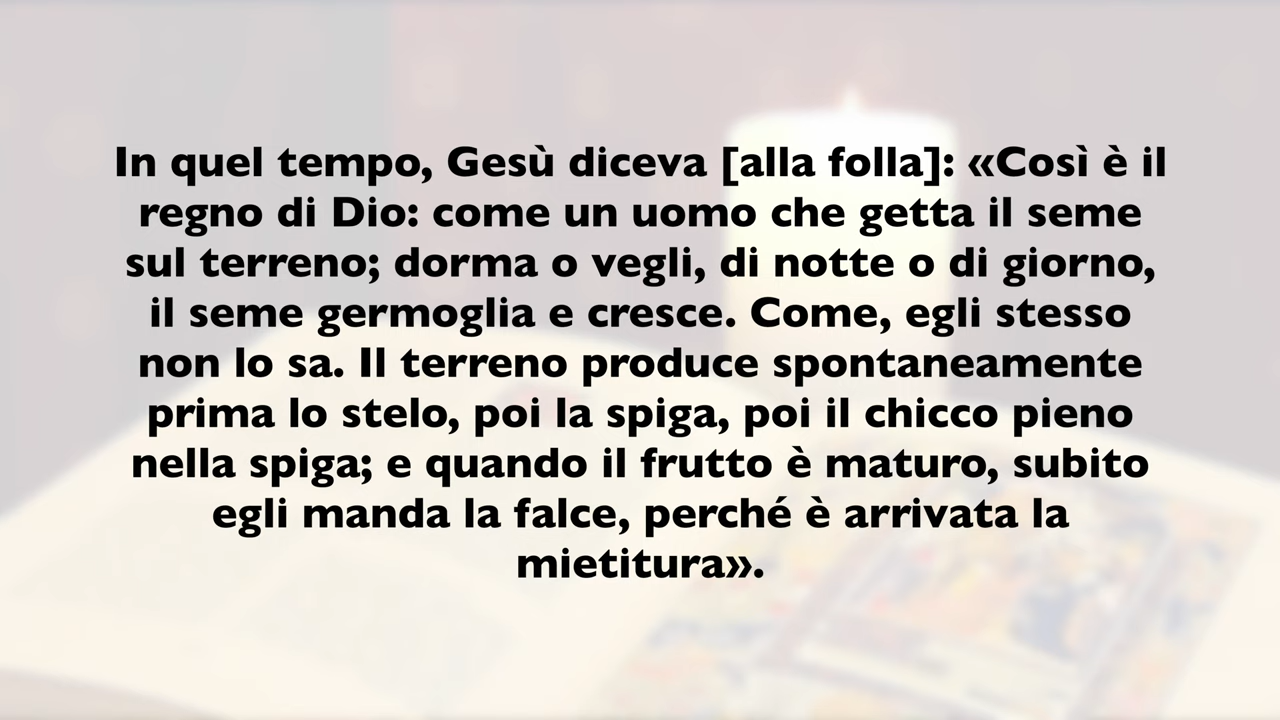 In quel tempo, Gesù diceva [alla folla]: «Così è il
regno di Dio: come un uomo che getta il seme
sul terreno; dorma o vegli, di notte o di giorno,
il seme germoglia e cresce. Come, egli stesso
non lo sa. Il terreno produce spontaneamente
prima lo stelo, poi la spiga, poi il chicco pieno
nella spiga; e quando il frutto è maturo, subito
egli manda la falce, perché è arrivata la
mietitura».